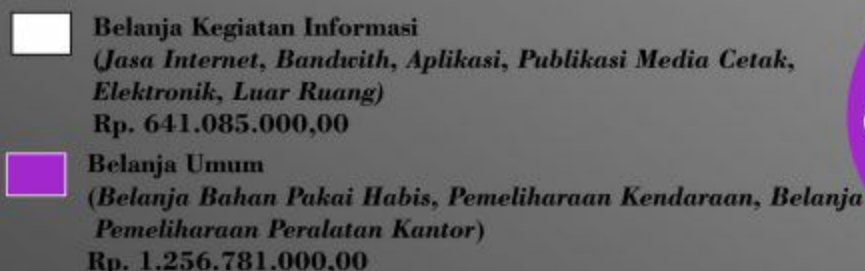 Belanja Kegiatan Informasi
(Jasa Internet, Bandwith, Aplikasi, Publikasi Media Cetak,
Elektronik, Luar Ruang)
Rp. 641.085.000,00
Belanja Umum
(Belanja Bahan Pakai Habis, Pemeliharaan Kendaraan, Belanja
Pemeliharaan Peralatan Kantor)
Rp. 1.256.781.000,00